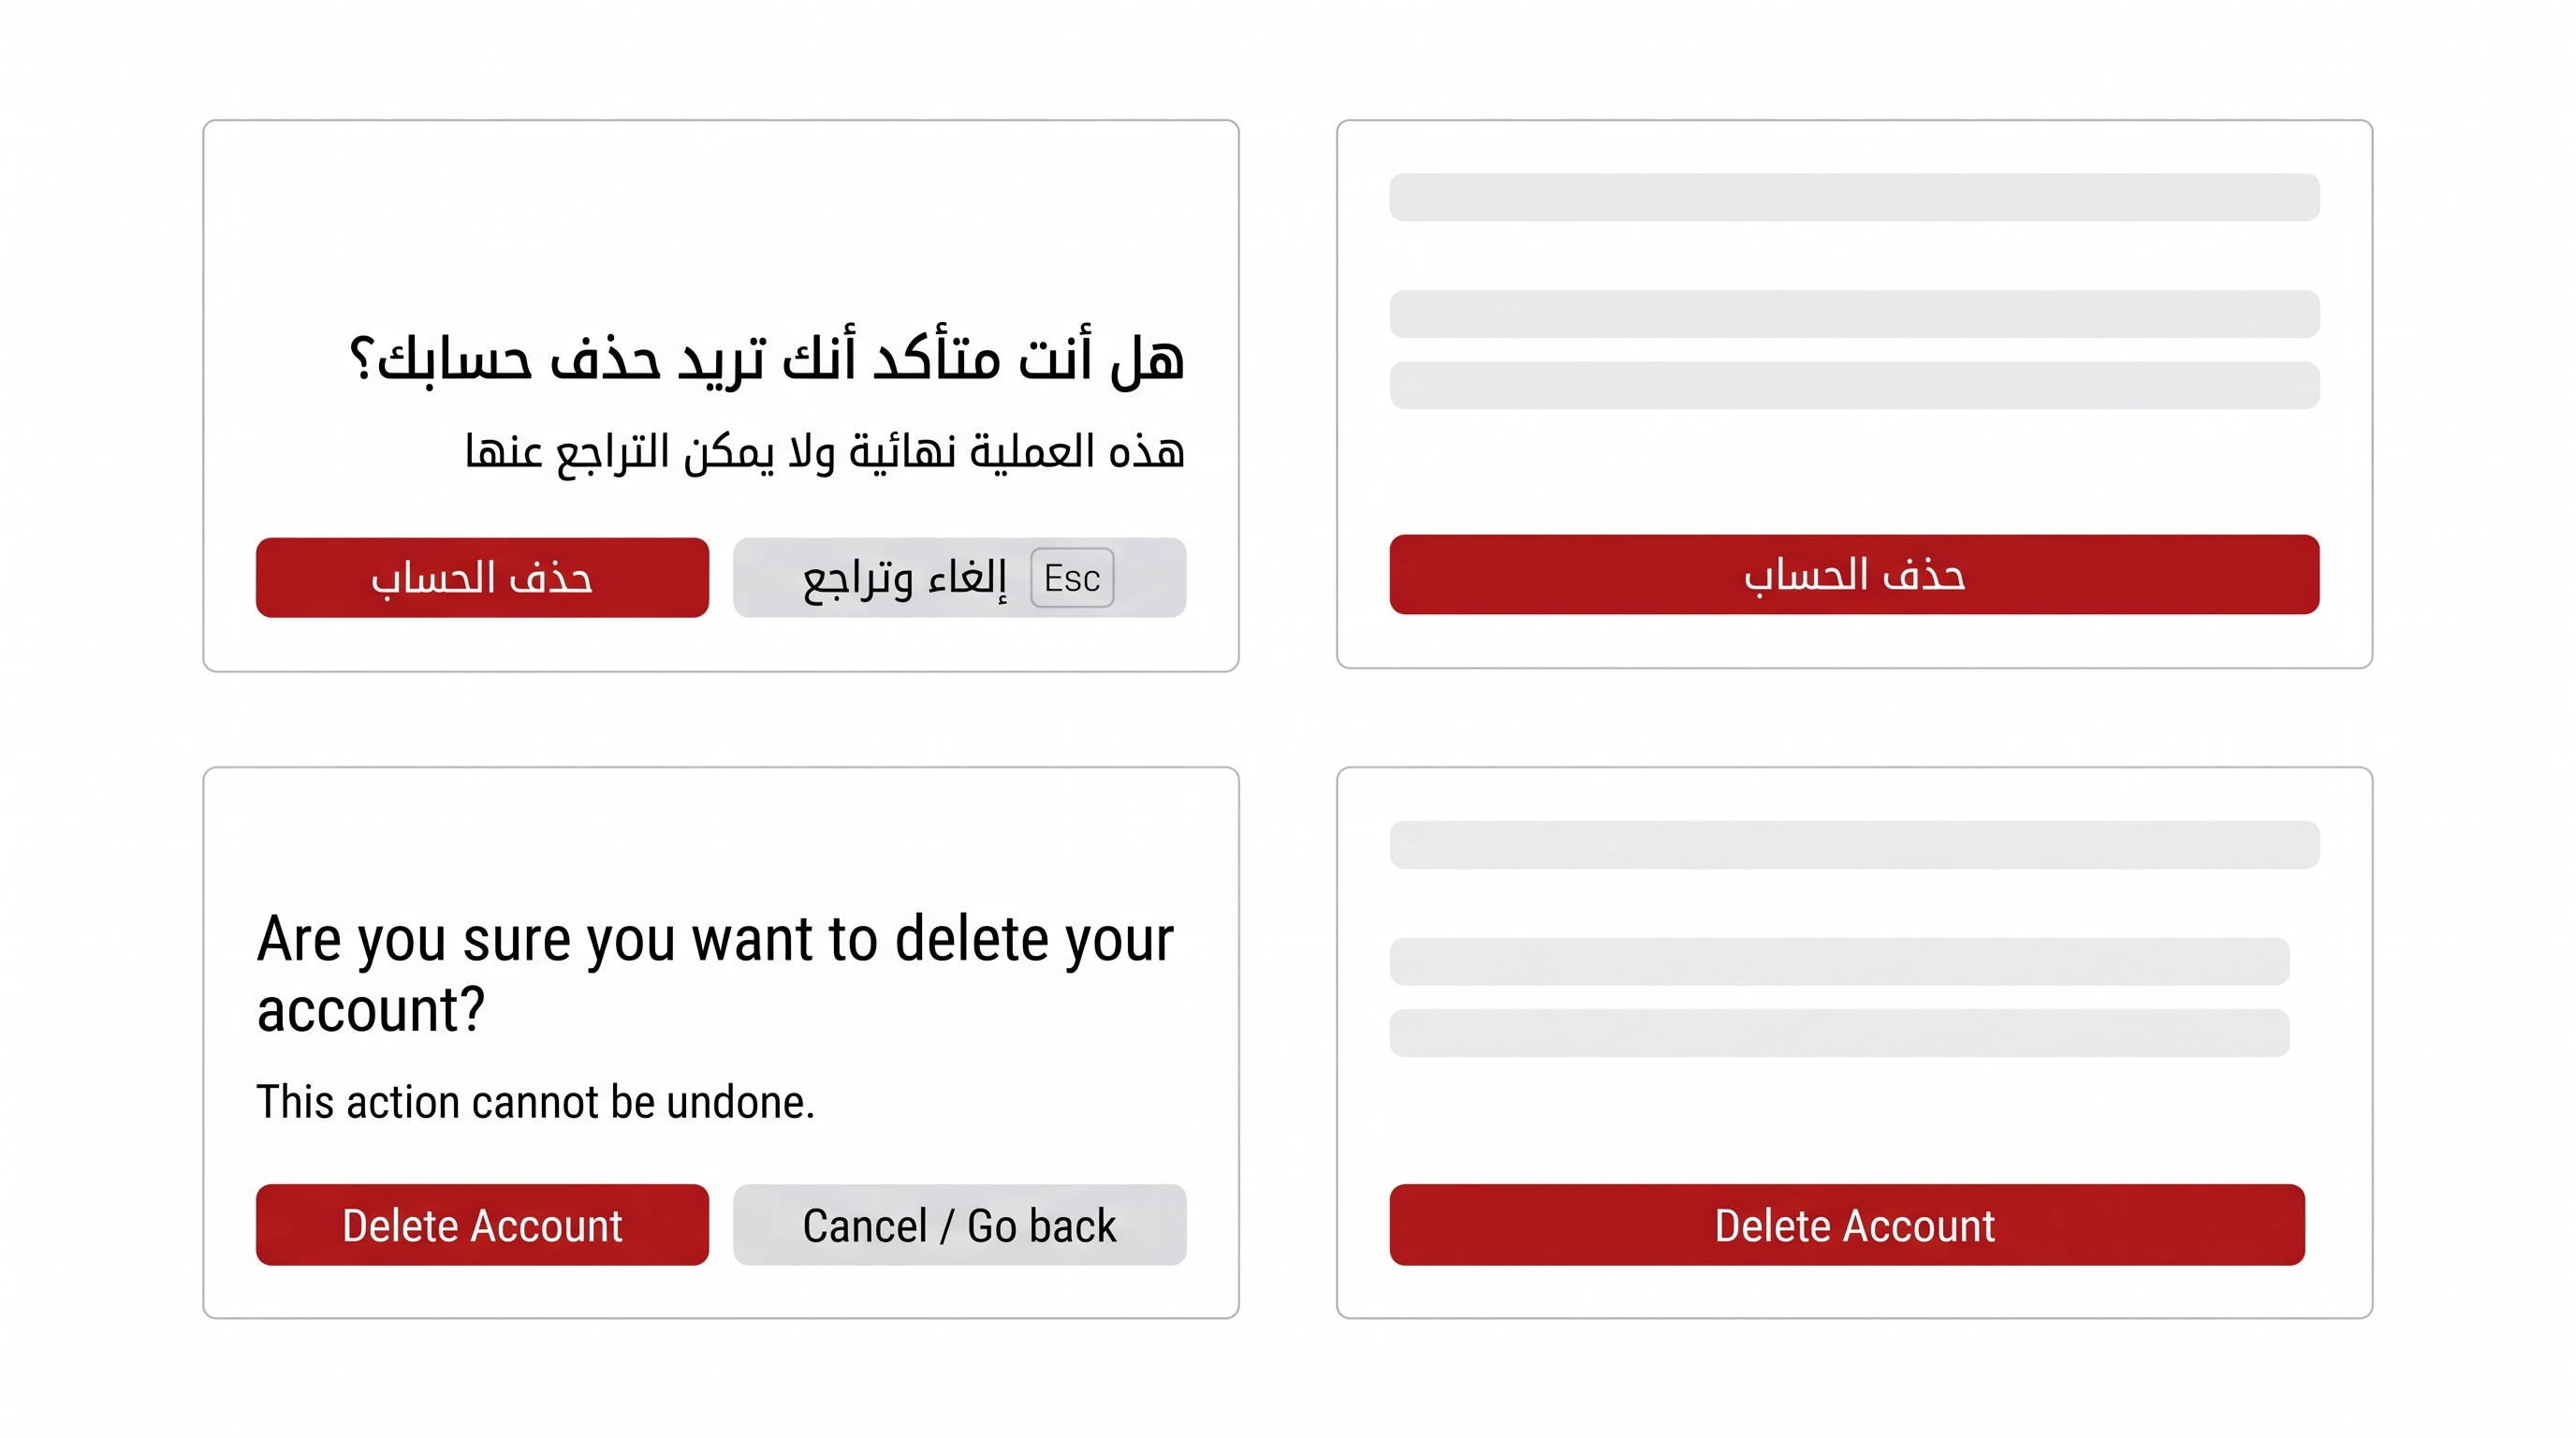 هل أنت متأكد أنك تريد حذف حسابك؟
هذه العملية نهائية ولا يمكن التراجع عنها
Esc إلغاء وتراجع
حذف الحساب
حذف الحساب
Are you sure you want to delete your
account?
This action cannot be undone.
Delete Account
Cancel / Go back
Delete Account